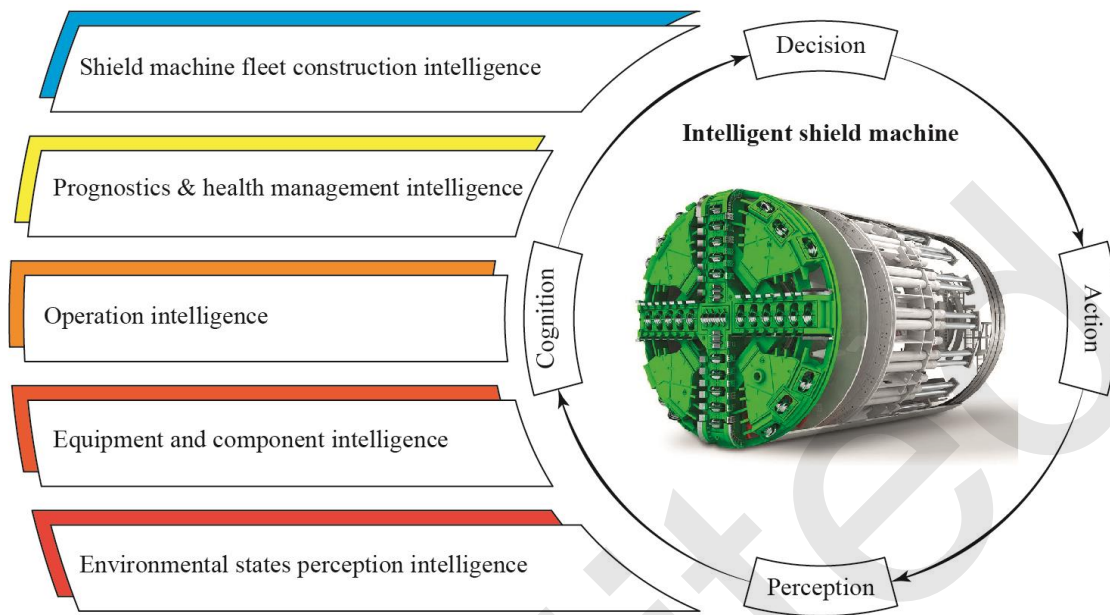 Shield machine fleet construction intelligence
Prognostics & health management intelligence
Operation intelligence
Equipment and component intelligence
Environmental states perception intelligence
Decision
Intelligent shield machine
Cognition
Action
Perception